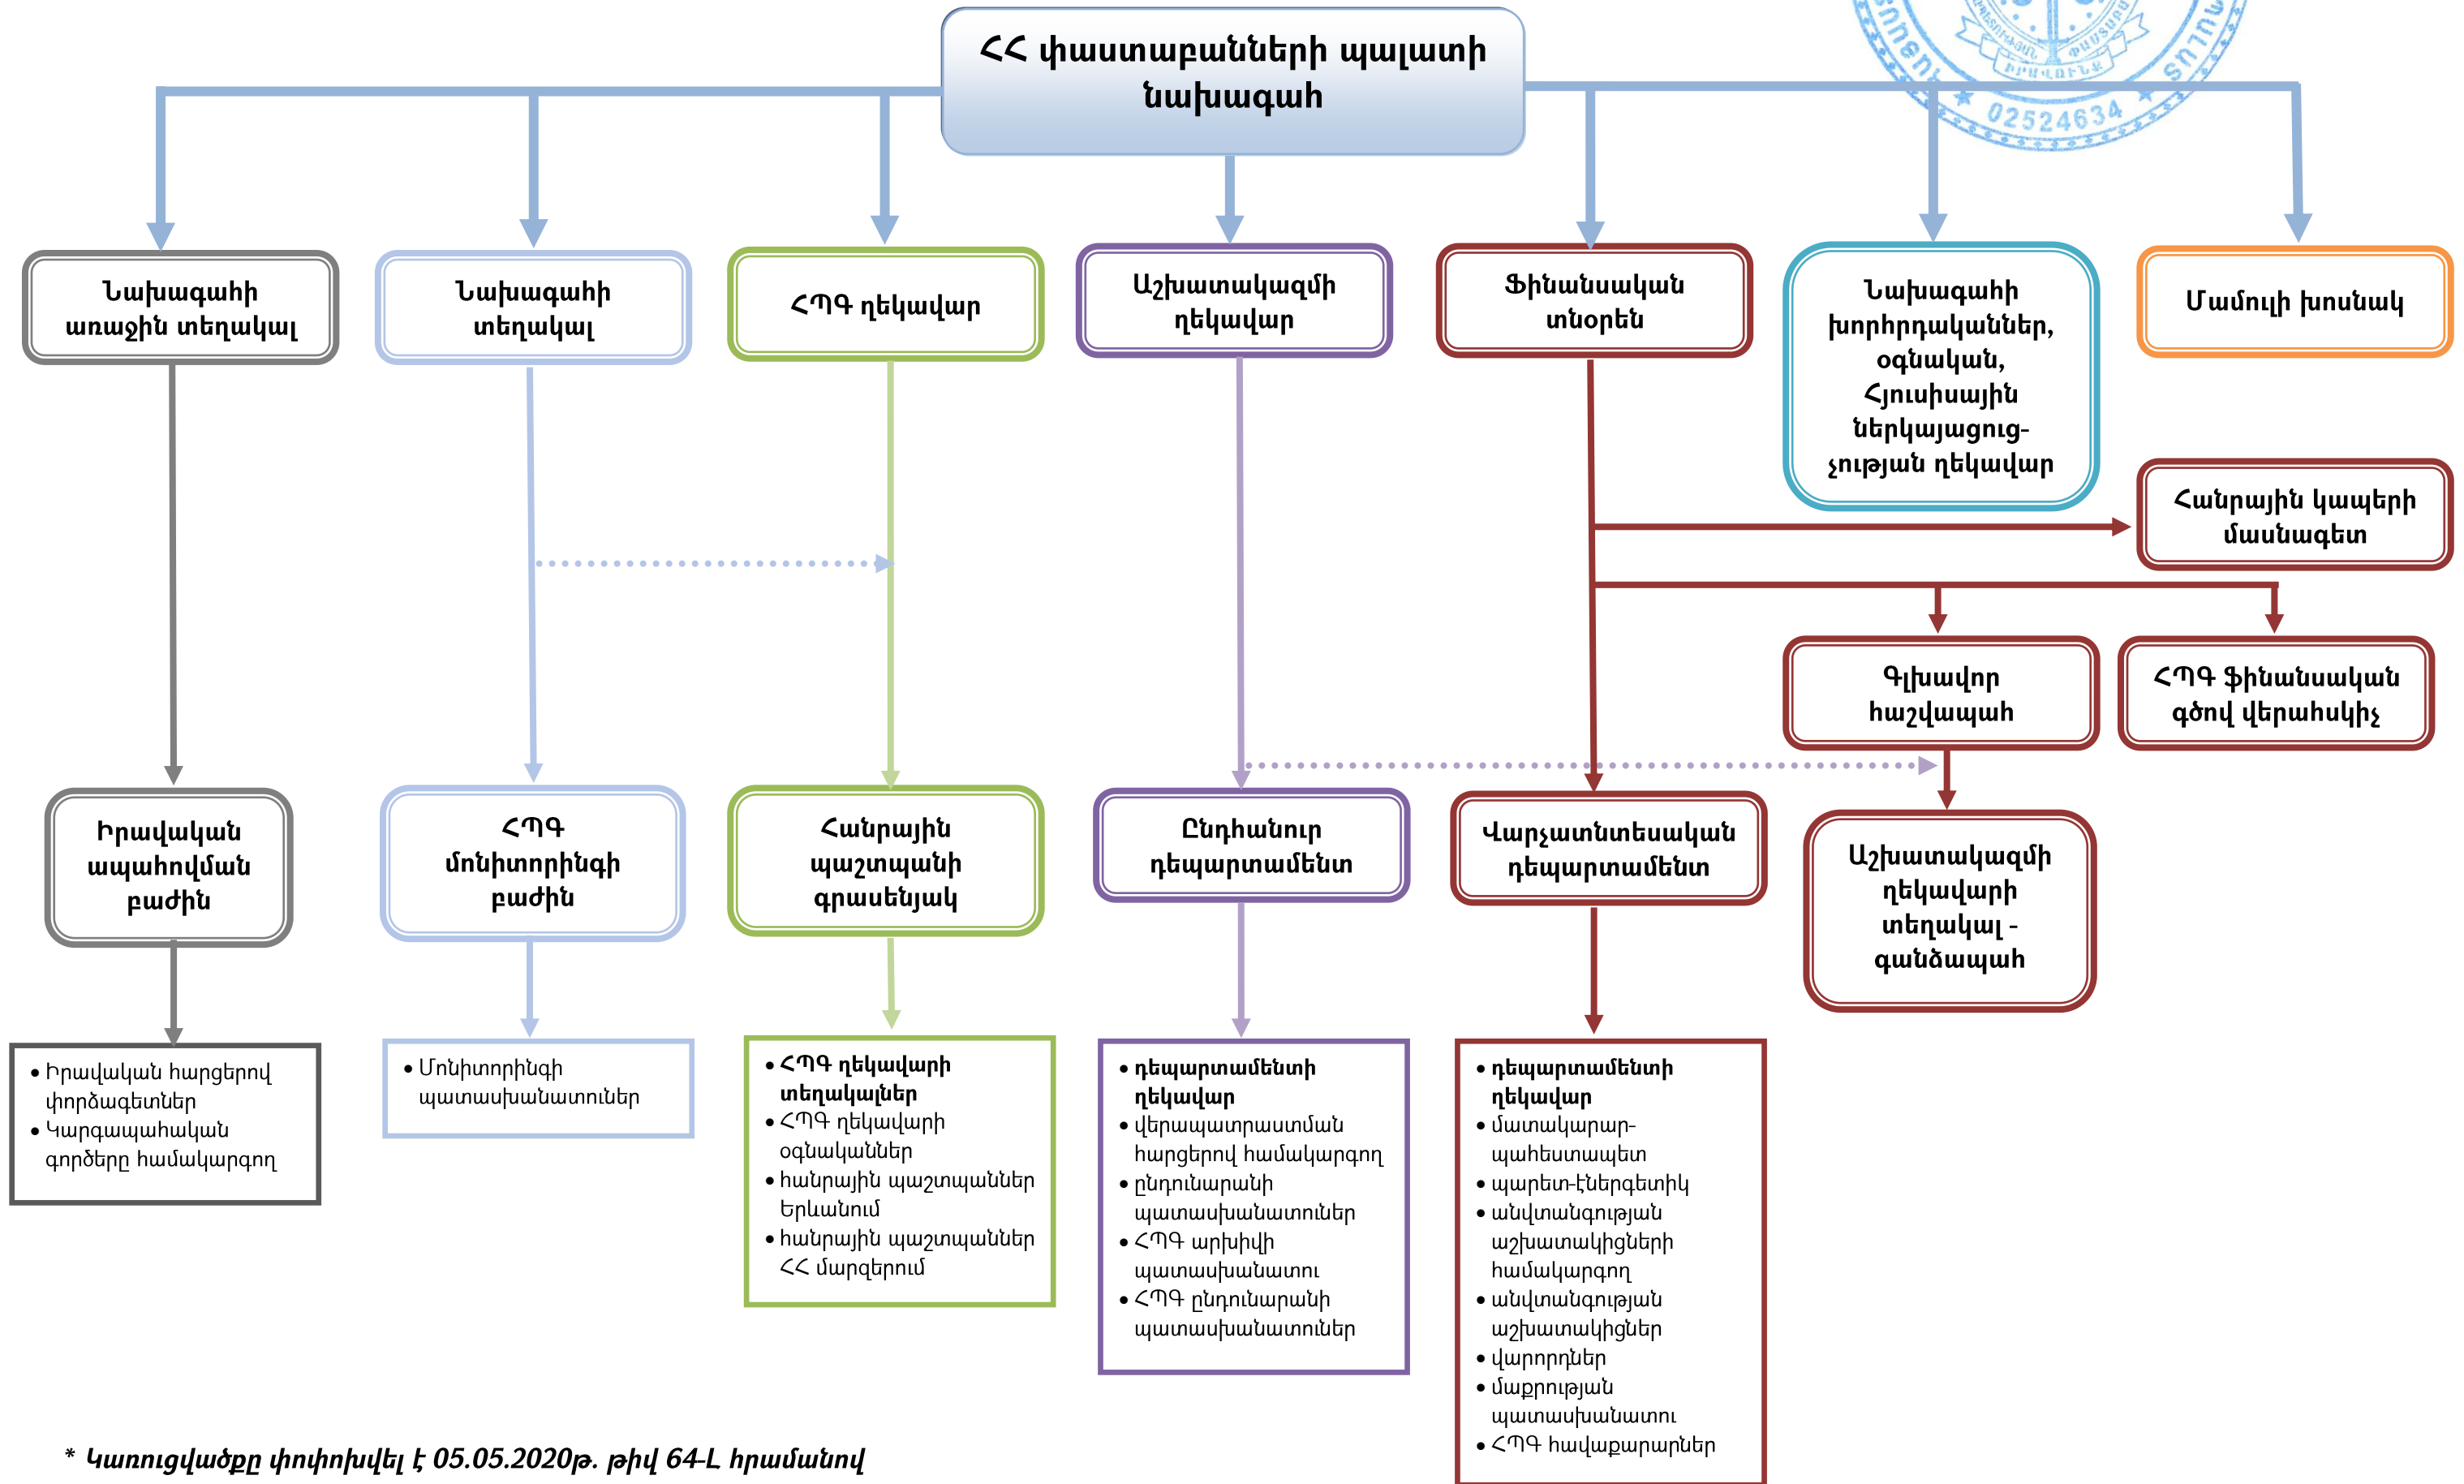 ՀՀ փաստաբանների պալատի
նախագահ
ԻՐԱՎՈՒՆՔ
02524634
Նախագահի
առաջին տեղակալ
Նախագահի
տեղակալ
ՀՊԳ ղեկավար
Աշխատակազմի
ղեկավար
Ֆինանսական
տնօրեն
Նախագահի
խորհրդականներ,
օգնական,
Հյուսիսային
ներկայացուց-
չության ղեկավար
Մամուլի խոսնակ
Հանրային կապերի
մասնագետ
Գլխավոր
հաշվապահ
ՀՊԳ ֆինանսական
գծով վերահսկիչ
Իրավական
ապահովման
բաժին
ՀՊԳ
մոնիտորինգի
բաժին
Հանրային
պաշտպանի
գրասենյակ
Ընդհանուր
դեպարտամենտ
Վարչատնտեսական
դեպարտամենտ
Աշխատակազմի
ղեկավարի
տեղակալ -
գանձապահ
• Իրավական հարցերով
փորձագետներ
• Կարգապահական
գործերը համակարգող
• Մոնիտորինգի
պատասխանատուներ
• ՀՊԳ ղեկավարի
տեղակալներ
• ՀՊԳ ղեկավարի
օգնականներ
• հանրային պաշտպաններ
Երևանում
• հանրային պաշտպաններ
ՀՀ մարզերում
• դեպարտամենտի
ղեկավար
• վերապատրաստման
հարցերով համակարգող
• ընդունարանի
պատասխանատուներ
• ՀՊԳ արխիվի
պատասխանատու
• ՀՊԳ ընդունարանի
պատասխանատուներ
• դեպարտամենտի
ղեկավար
• մատակարար-
պահեստապետ
• պարետ-էներգետիկ
• անվտանգության
աշխատակիցների
համակարգող
• անվտանգության
աշխատակիցներ
• վարորդներ
• մաքրության
պատասխանատու
• ՀՊԳ հավաքարարներ
* Կառուցվածքը փոփոխվել է 05.05.2020թ. թիվ 64-Լ հրամանով